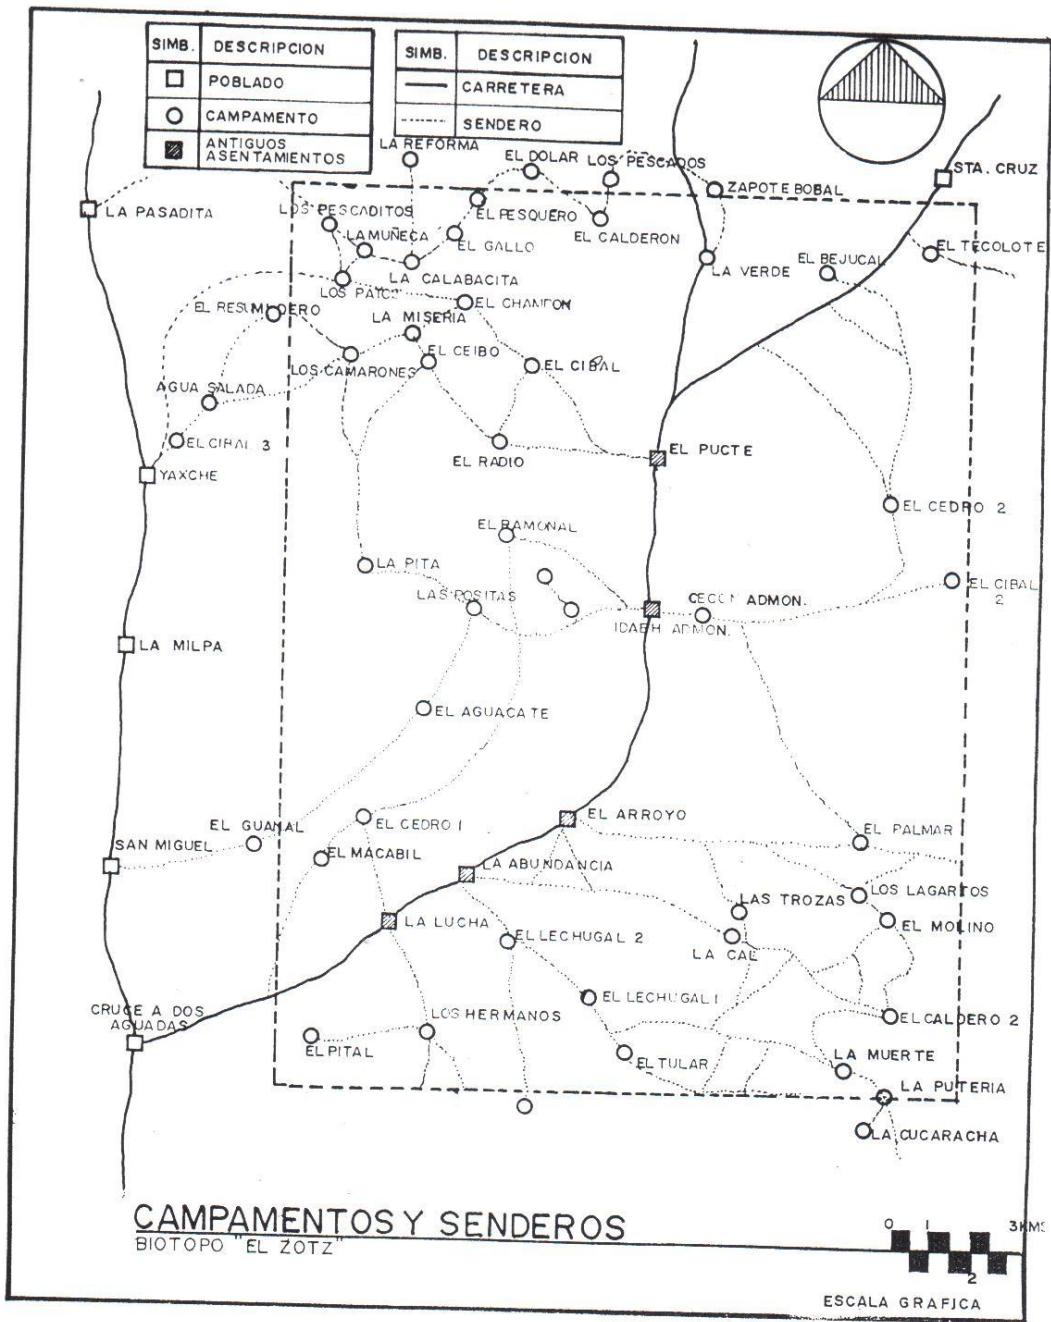 SIMB. DESCRIPCION
POBLADO
CAMPAMENTO
ANTIGUOS
ASENTAMIENTOS
SIMB. DESCRIPCION
CARRETERA
SENDERO
LA REFORMA
EL DOLAR
LOS PESCADOS
ZAPOTE BOBAL
STA. CRUZ
LA PASADITA
LOS PESCADITOS
EL PESQUERO
LA MUÑECA
EL GALLO
EL CALDERON
EL TECOLOTE
LA CALABACITA
LA VERDE
EL BEJUCAL
LOS PATOS
EL RESUMIDERO
EL CHANTON
LA MISERIA
EL CEIBO
EL CIBAL
LOS CAMARONES
AGUA SALADA
EL CIBAL 3
EL RADIO
EL PUCTE
YAXCHE
EL CEDRO 2
EL RAMONAL
LA PITA
LAS POSITAS
CECON ADMON.
EL CIBAL
2
IDAEH ADMON.
LA MILPA
EL AGUACATE
EL GUAMAL
EL CEDRO 1
EL ARROYO
EL PALMAR
SAN MIGUEL
EL MACABIL
LA ABUNDANCIA
LAS TROZAS
LOS LAGARTOS
LA LUCHA
EL LECHUGAL 2
LA CAL
EL MOLINO
EL LECHUGAL 1
CRUCE A DOS
AGUADAS
LOS HERMANOS
EL CALDERO 2
EL PITAL
EL TULAR
LA MUERTE
LA PUTERIA
LA CUCARACHA
CAMPAMENTOS Y SENDEROS
BIOTOPO "EL ZOTZ"
0 1 3KMS
2
ESCALA GRAFICA